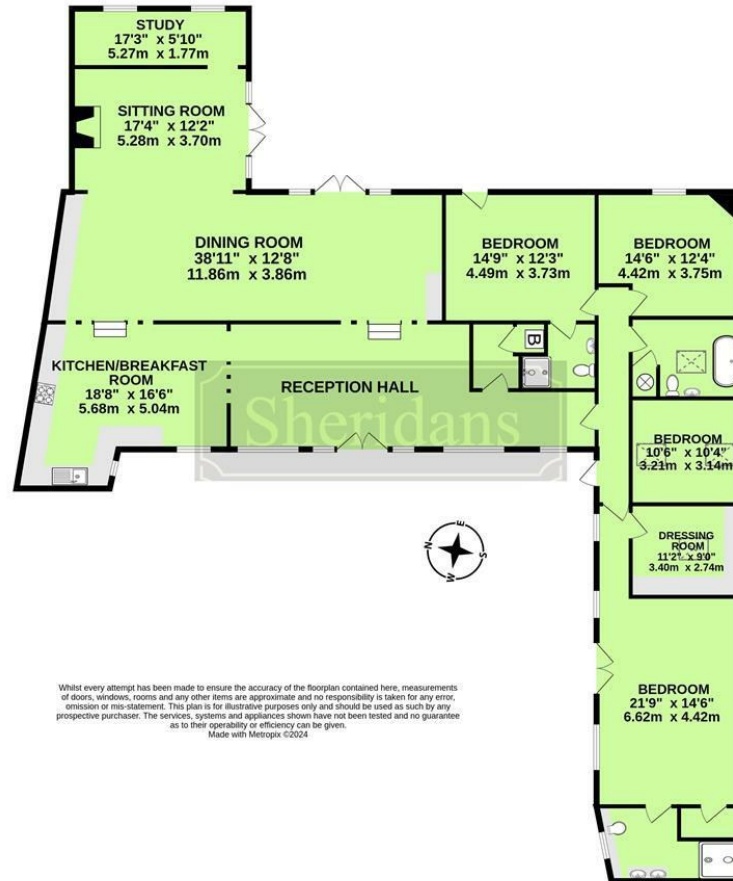 STUDY
17'3" x 5'10"
5.27m x 1.77m
SITTING ROOM
17'4" x 12'2"
5.28m x 3.70m
DINING ROOM
38'11" x 12'8"
11.86m x 3.86m
BEDROOM
14'9" x 12'3"
4.49m x 3.73m
BEDROOM
14'6" x 12'4"
4.42m x 3.75m
B
KITCHEN/BREAKFAST
ROOM
18'8" x 16'6"
5.68m x 5.04m
RECEPTION HALL
Sheridans
BEDROOM
10'6" x 10'4"
3.21m x 3.14m
DRESSING
ROOM
11'2" x 9'0"
3.40m x 2.74m
N
E
S
W
BEDROOM
21'9" x 14'6"
6.62m x 4.42m
Whilst every attempt has been made to ensure the accuracy of the floorplan contained here, measurements
of doors, windows, rooms and any other items are approximate and no responsibility is taken for any error,
omission or mis-statement. This plan is for illustrative purposes only and should be used as such by any
prospective purchaser. The services, systems and appliances shown have not been tested and no guarantee
as to their operability or efficiency can be given.
Made with Metropix ©2024